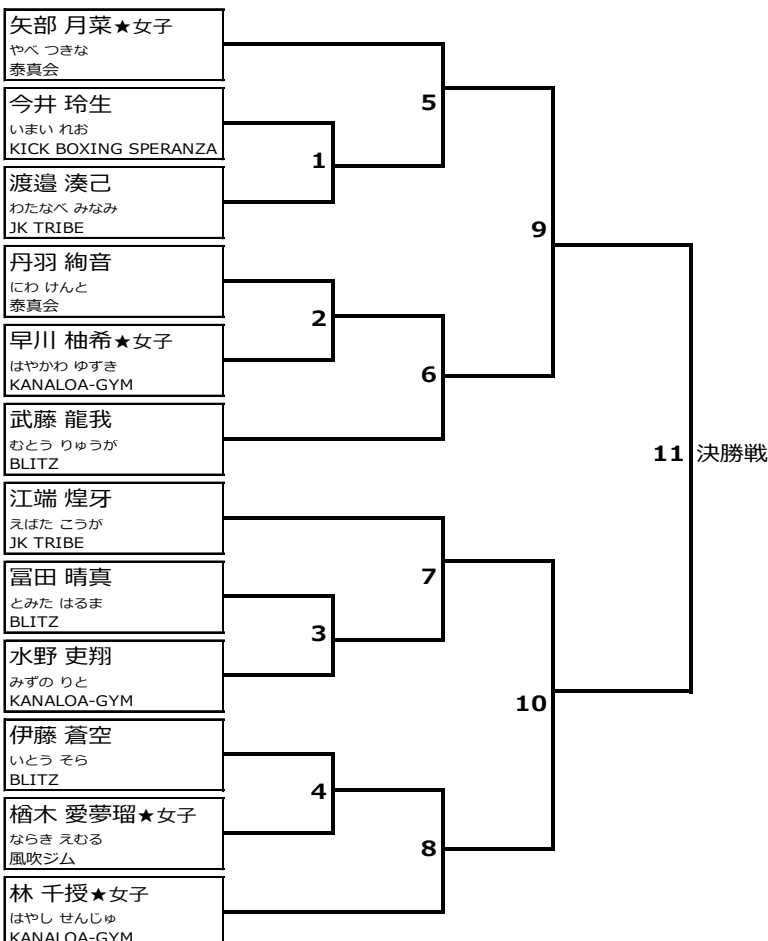 矢部 月菜★女子
やべ つきな
泰真会
今井 玲生
いまい れお
KICK BOXING SPERANZA
渡邉 湊己
わたなべ みなみ
JK TRIBE
丹羽 絢音
にわ けんと
泰真会
早川 柚希★女子
はやかわ ゆずき
KANALOA-GYM
武藤 龍我
むとう りゅうが
BLITZ
江端 煌牙
えばた こうが
JK TRIBE
冨田 晴真
とみた はるま
BLITZ
水野 吏翔
みずの りと
KANALOA-GYM
伊藤 蒼空
いとう そら
BLITZ
楢木 愛夢瑠★女子
ならき えむる
風吹ジム
林 千授★女子
はやし せんじゅ
KANALOA-GYM
1
2
3
4
5
6
7
8
9
10
11 決勝戦